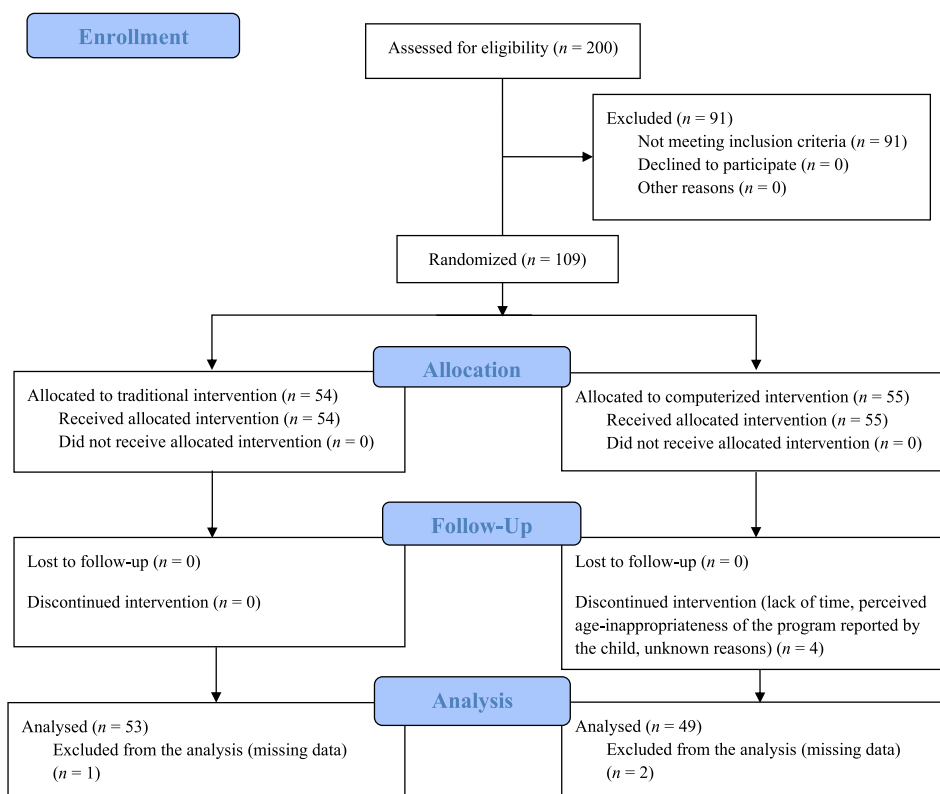 Enrollment
Assessed for eligibility (n = 200)
Excluded (n = 91)
Not meeting inclusion criteria (n = 91)
Declined to participate (n = 0)
Other reasons (n = 0)
Randomized (n = 109)
Allocation
Allocated to traditional intervention (n = 54)
Received allocated intervention (n = 54)
Did not receive allocated intervention (n = 0)
Allocated to computerized intervention (n = 55)
Received allocated intervention (n = 55)
Did not receive allocated intervention (n = 0)
Follow-Up
Lost to follow-up (n = 0)
Discontinued intervention (n = 0)
Lost to follow-up (n = 0)
Discontinued intervention (lack of time, perceived
age-inappropriateness of the program reported by
the child, unknown reasons) (n = 4)
Analysis
Analysed (n = 53)
Excluded from the analysis (missing data)
(n = 1)
Analysed (n = 49)
Excluded from the analysis (missing data)
(n = 2)